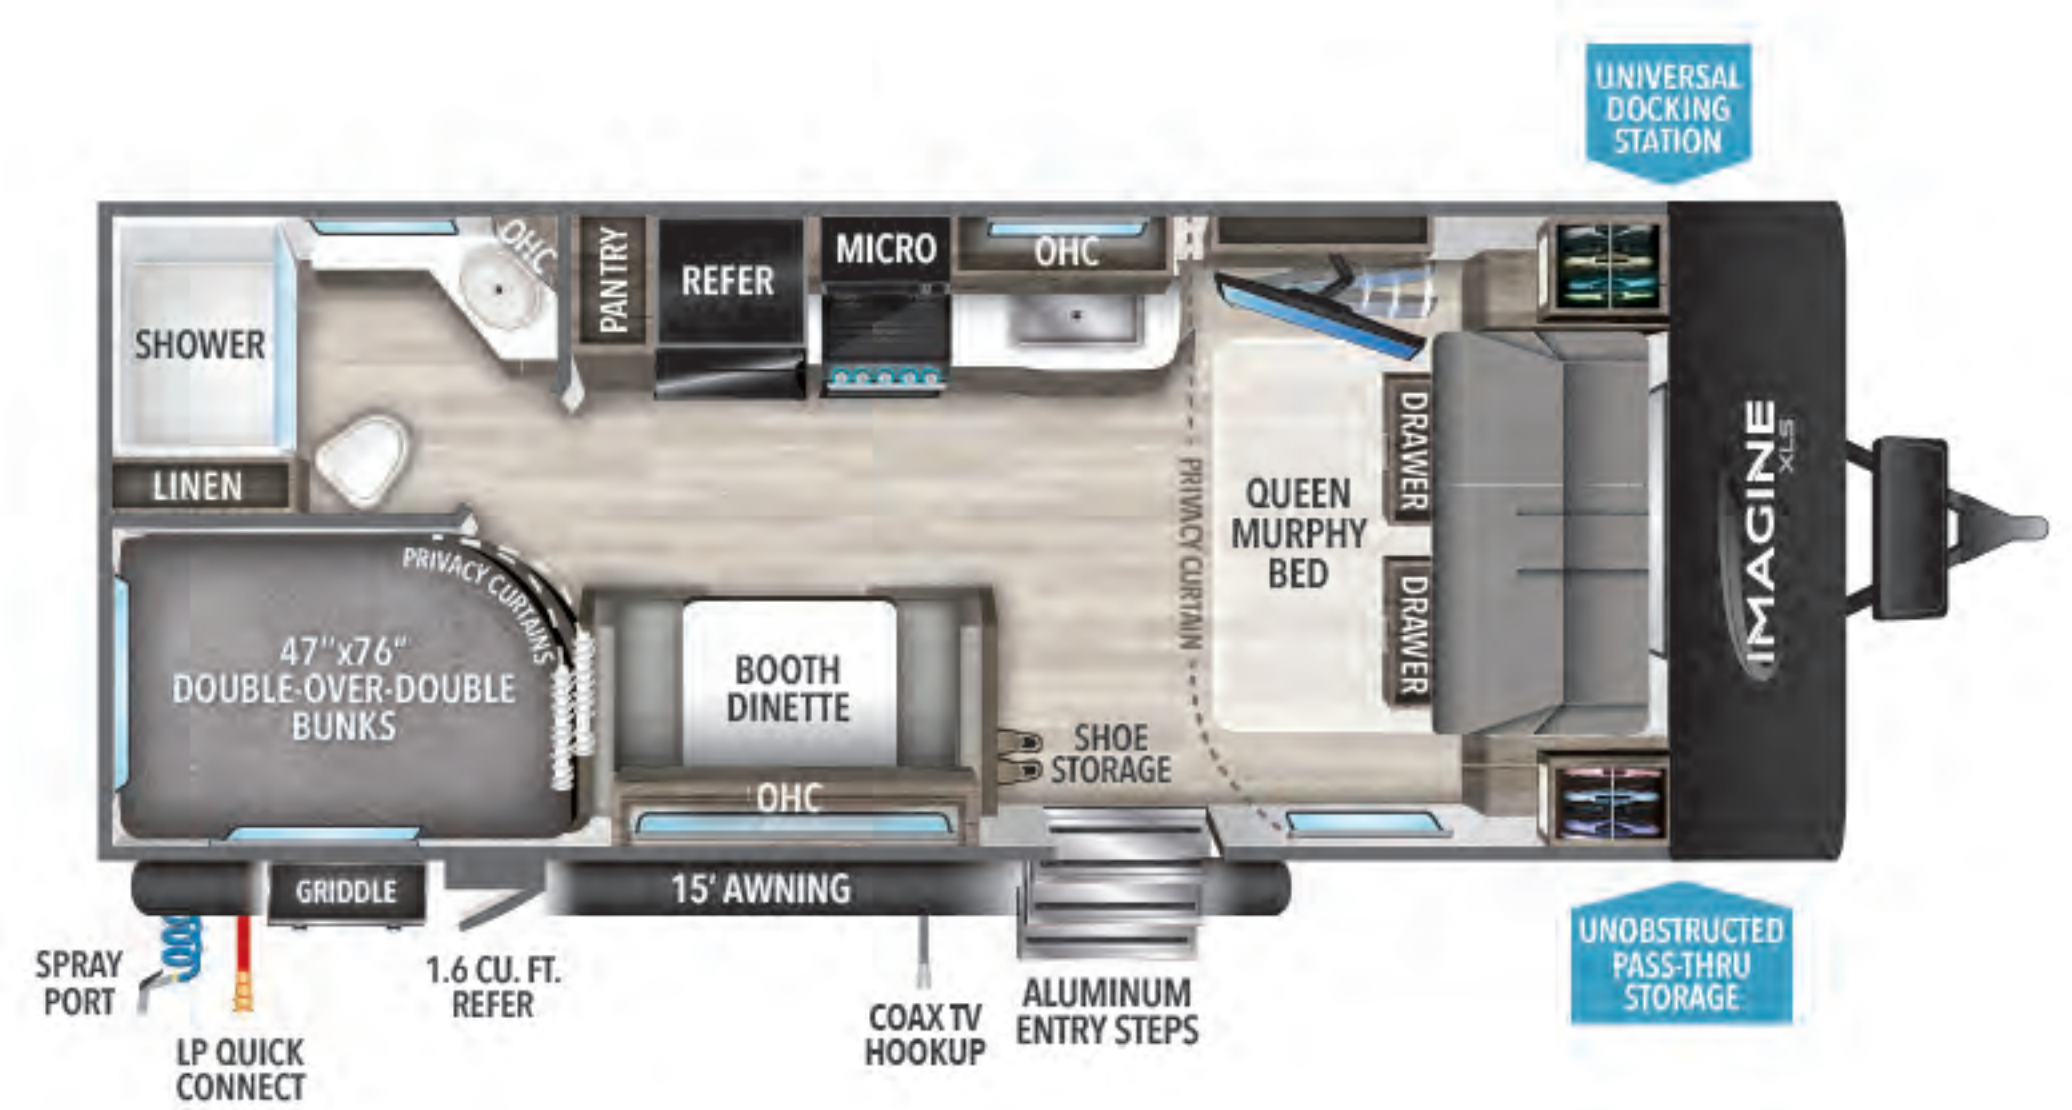 UNIVERSAL
DOCKING
STATION
OHC
PANTRY
REFER
MICRO
OHC
SHOWER
LINEN
DRAWER
DRAWER
QUEEN
MURPHY
BED
PRIVACY CURTAIN
IMAGINE
XLS
PRIVACY CURTAINS
47"x76"
DOUBLE-OVER-DOUBLE
BUNKS
BOOTH
DINETTE
OHC
SHOE
STORAGE
GRIDDLE
15' AWNING
SPRAY
PORT
LP QUICK
CONNECT
1.6 CU. FT.
REFER
COAX TV
HOOKUP
ALUMINUM
ENTRY STEPS
UNOBSTRUCTED
PASS-THRU
STORAGE